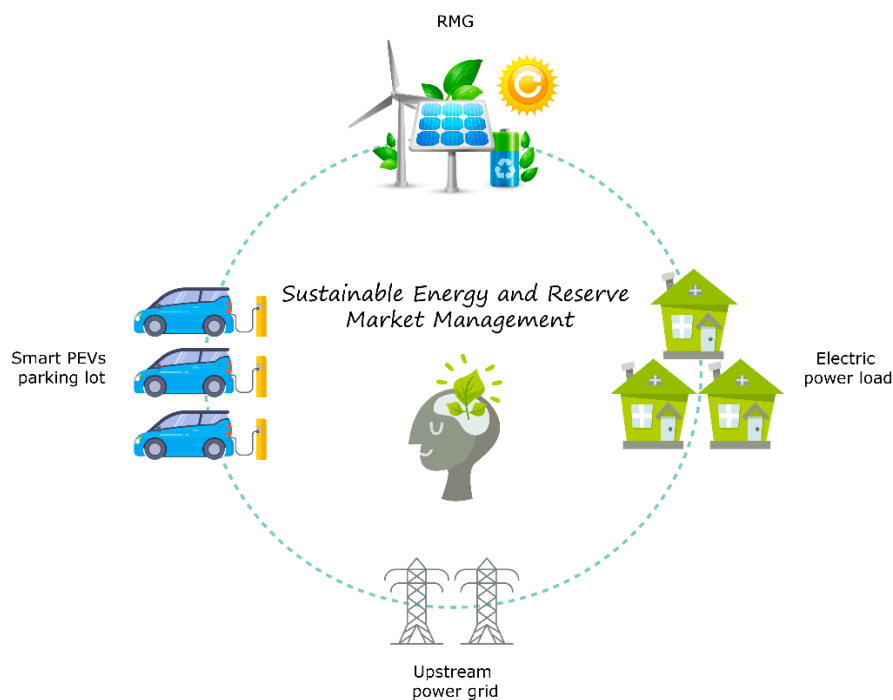 RMG
Sustainable Energy and Reserve
Market Management
Smart PEVs
parking lot
Electric
power load
Upstream
power grid